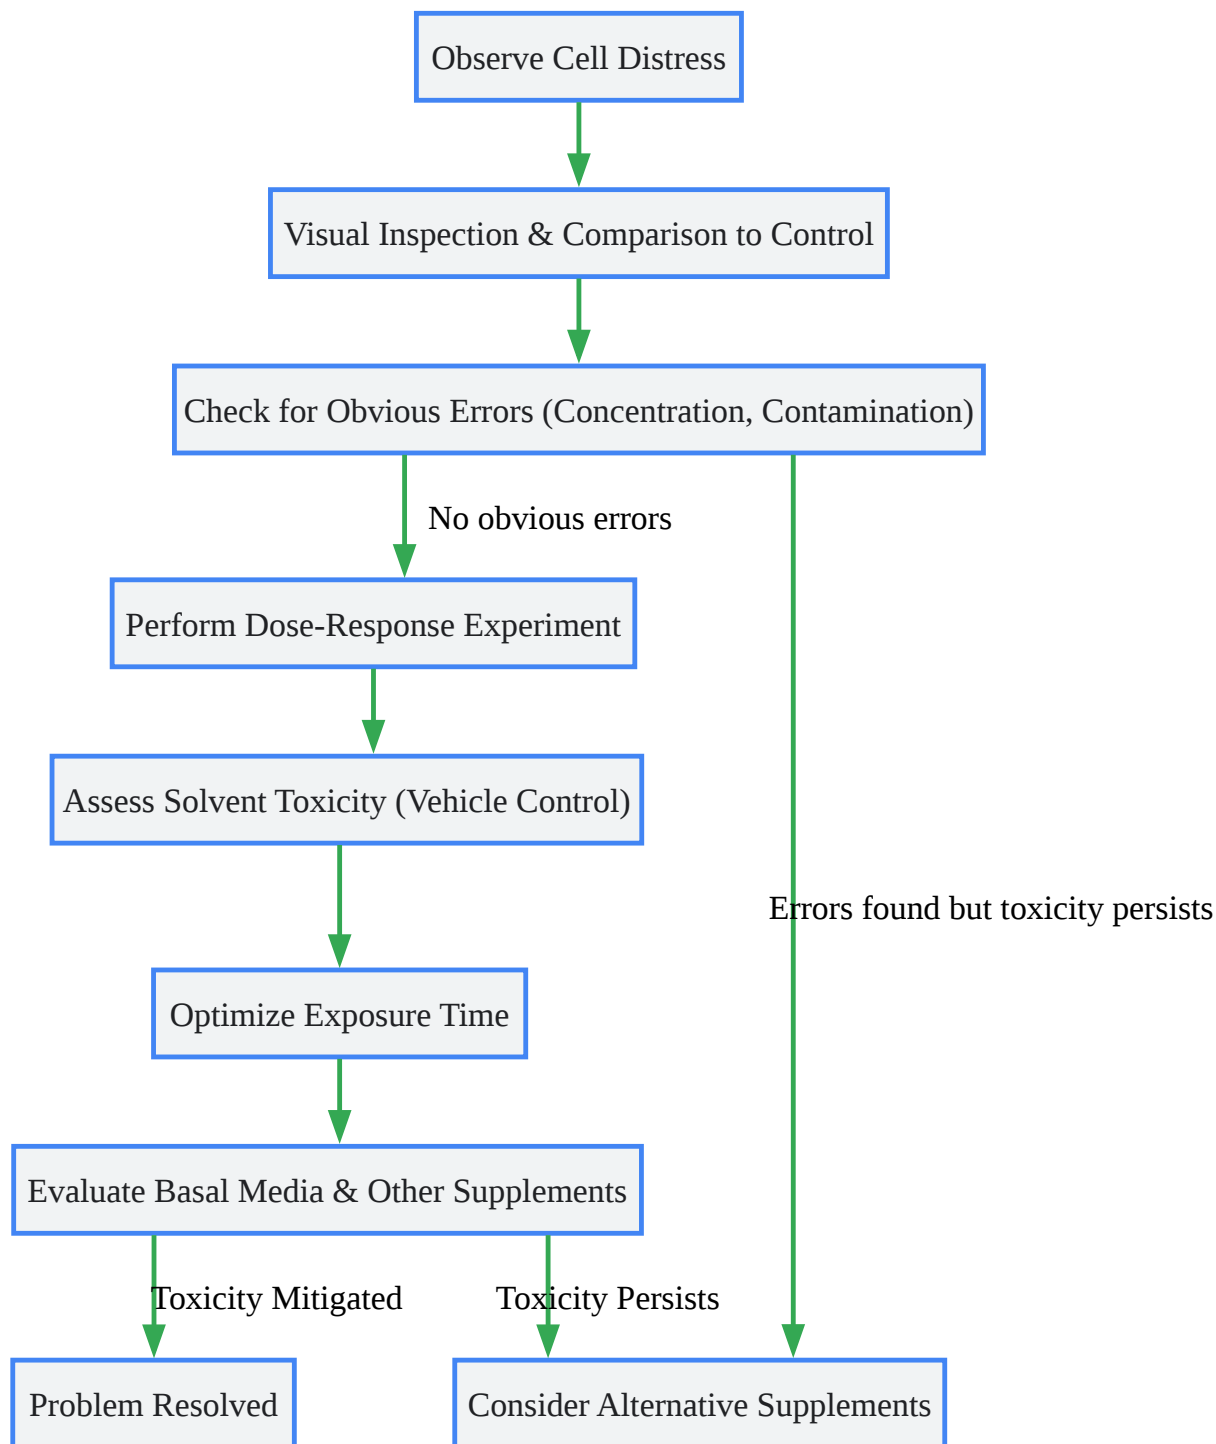 Observe Cell Distress
Visual Inspection & Comparison to Control
Check for Obvious Errors (Concentration, Contamination)
No obvious errors
Perform Dose-Response Experiment
Assess Solvent Toxicity (Vehicle Control)
Errors found but toxicity persists
Optimize Exposure Time
Evaluate Basal Media & Other Supplements
Toxicity Mitigated
Toxicity Persists
Problem Resolved
Consider Alternative Supplements